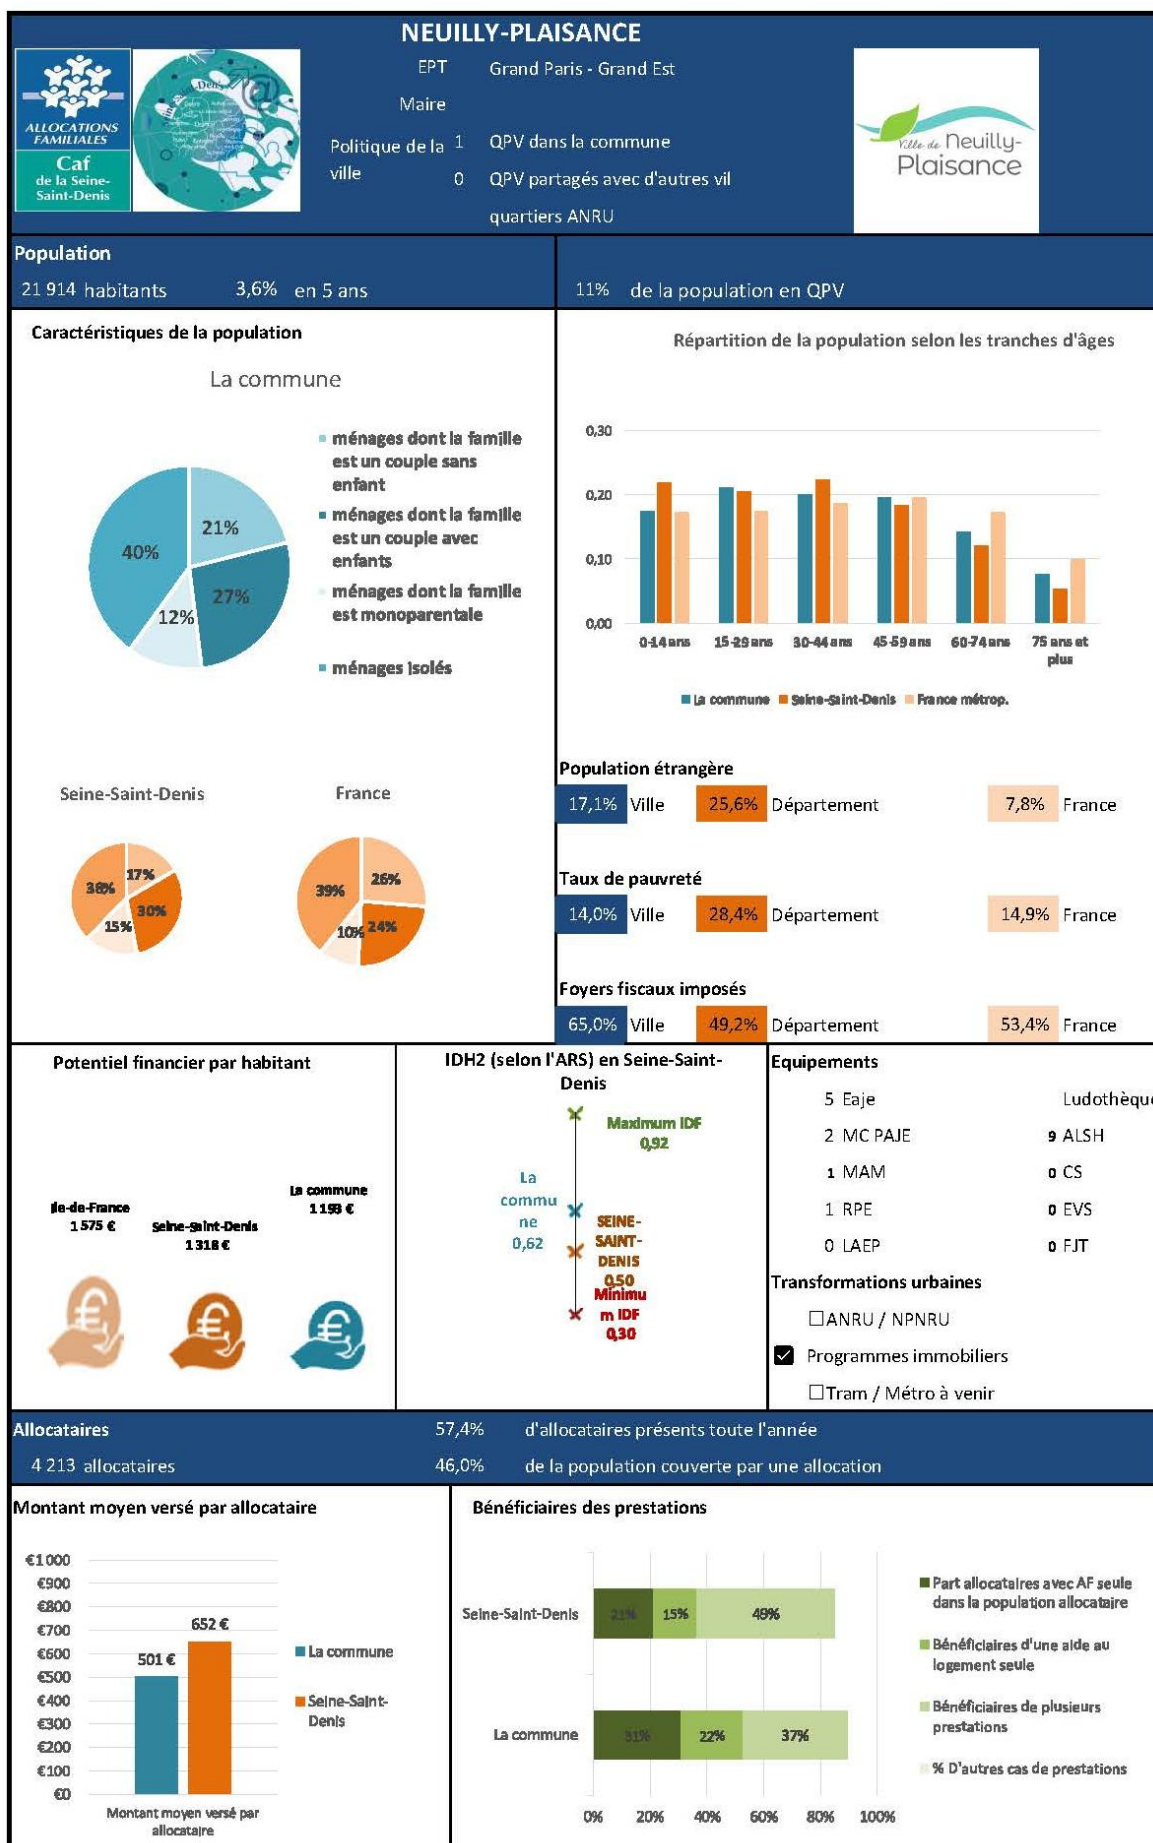 NEUILLY-PLAISANCE
EPT Grand Paris - Grand Est
Maire
Politique de la ville
1 QPV dans la commune
0 QPV partagés avec d'autres vil
quartiers ANRU
ALLOCATIONS
FAMILIALES
Caf
de la Seine-
Saint-Denis
Ville de Neuilly-
Plaisance
Population
21 914 habitants 3,6% en 5 ans
11% de la population en QPV
Caractéristiques de la population
La commune
21%
27%
12%
40%
ménages dont la famille
est un couple sans
enfant
ménages dont la famille
est un couple avec
enfants
ménages dont la famille
est monoparentale
ménages isolés
Seine-Saint-Denis
17%
30%
15%
38%
France
26%
24%
10%
39%
Répartition de la population selon les tranches d'âges
0,30
0,20
0,10
0,00
0-14 ans 15-29 ans 30-44 ans 45-59 ans 60-74 ans 75 ans et
plus
La commune Seine-Saint-Denis France métrop.
Population étrangère
17,1% Ville 25,6% Département 7,8% France
Taux de pauvreté
14,0% Ville 28,4% Département 14,9% France
Foyers fiscaux imposés
65,0% Ville 49,2% Département 53,4% France
Potentiel financier par habitant
Ile-de-France
1 575 €
Seine-Saint-Denis
1 318 €
La commune
1 193 €
IDH2 (selon l'ARS) en Seine-Saint-
Denis
Maximum IDF
0,92
La
commu
ne
0,62
SEINE-
SAINT-
DENIS
0,50
Minimu
m IDF
0,30
Equipements
5 Eaje Ludothèque
2 MC PAJE 9 ALSH
1 MAM 0 CS
1 RPE 0 EVS
0 LAEP 0 FJT
Transformations urbaines
ANRU / NPNRU
Programmes immobiliers
Tram / Métro à venir
Allocataires
4 213 allocataires
57,4% d'allocataires présents toute l'année
46,0% de la population couverte par une allocation
Montant moyen versé par allocataire
€1 000
€900
€800
€700
€600
€500
€400
€300
€200
€100
€0
501 €
652 €
Montant moyen versé par
allocataire
La commune
Seine-Saint-
Denis
Bénéficiaires des prestations
Seine-Saint-Denis 21% 15% 49%
La commune 31% 22% 37%
0% 20% 40% 60% 80% 100%
Part allocataires avec AF seule
dans la population allocataire
Bénéficiaires d'une aide au
logement seule
Bénéficiaires de plusieurs
prestations
% D'autres cas de prestations